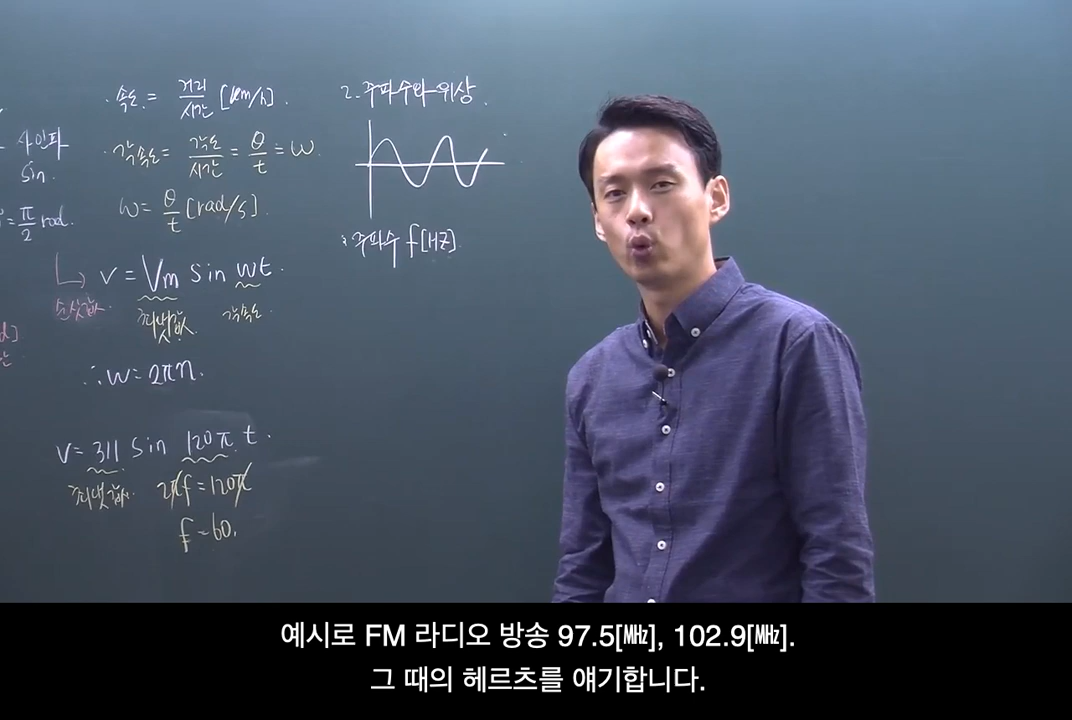 · 속도 = 거리/시간 [km/h].
사인파
sin.
· 각속도 = 각도/시간 = θ/t = ω.
ω = θ/t [rad/s].
= π/2 rad.
v = Vm sin ωt.
순싯값 최댓값. 각속도.
∴ ω = 2πn.
v = 311 sin 120π t.
최댓값. 2πf = 120π
f = 60.
2. 주파수와 위상.
주파수 f[HZ].
예시로 FM 라디오 방송 97.5[㎒], 102.9[㎒].
그 때의 헤르츠를 얘기합니다.